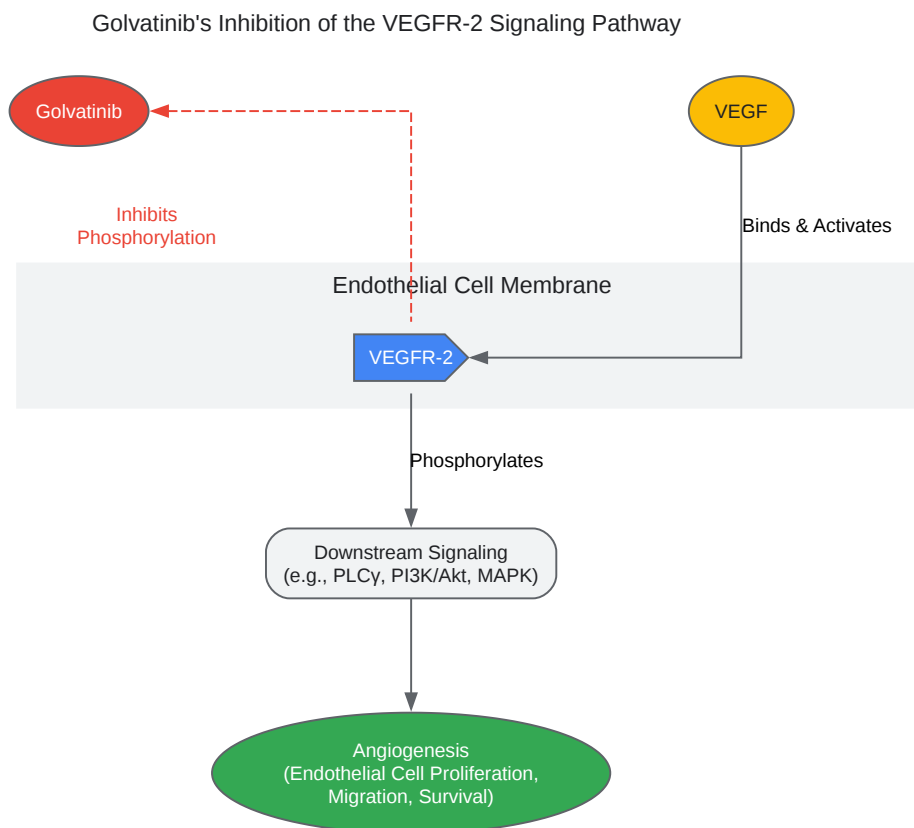 Golvatinib's Inhibition of the VEGFR-2 Signaling Pathway
Golvatinib
VEGF
Inhibits
Phosphorylation
Binds & Activates
Endothelial Cell Membrane
VEGFR-2
Phosphorylates
Downstream Signaling
(e.g., PLCγ, PI3K/Akt, MAPK)
Angiogenesis
(Endothelial Cell Proliferation,
Migration, Survival)